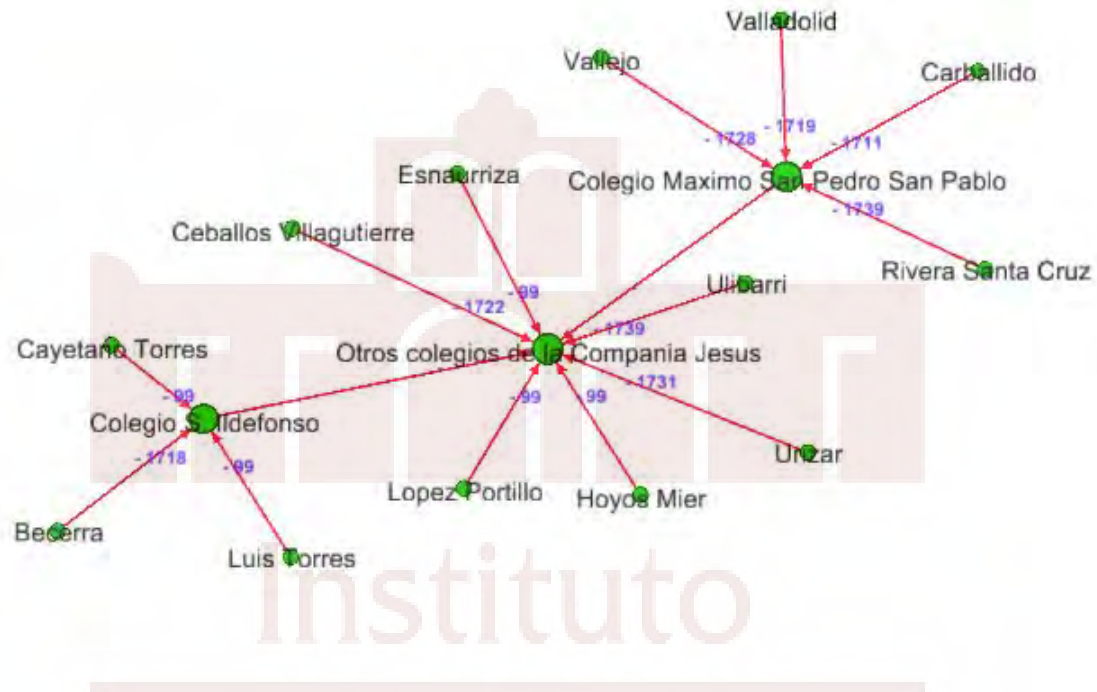 Valladolid
Vallejo
Carballido
- 1719
- 1728
- 1711
Esnaurriza
Colegio Maximo San Pedro San Pablo
- 1739
Ceballos Villagutierre
Rivera Santa Cruz
Ulibarri
- 99
- 1722
- 1739
Cayetano Torres
Otros colegios de la Compania Jesus
- 1731
- 99
- 99
- 99
Colegio S. Ildefonso
- 1718
- 99
Urizar
Lopez Portillo
Hoyos Mier
Becerra
Luis Torres
Instituto